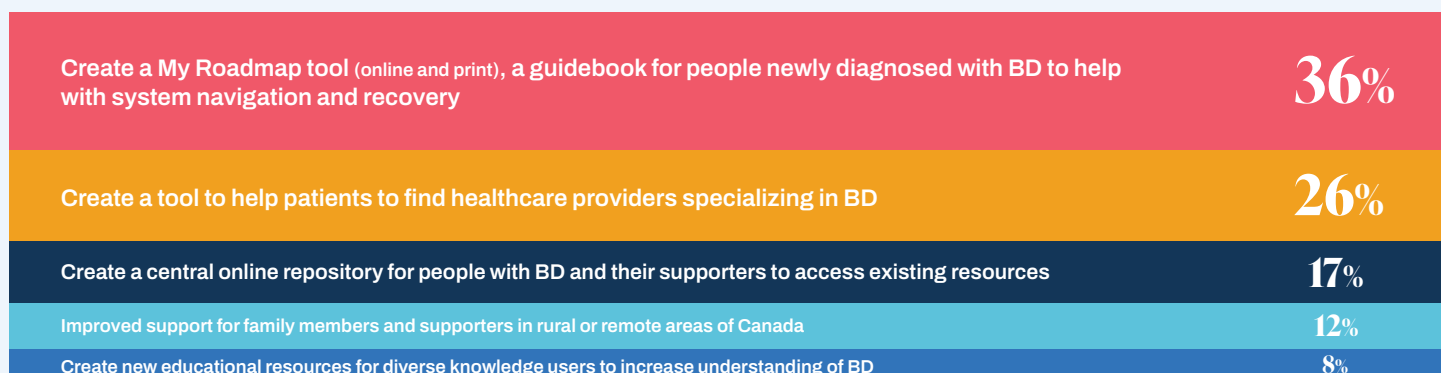 Create a My Roadmap tool (online and print), a guidebook for people newly diagnosed with BD to help
with system navigation and recovery
36%
Create a tool to help patients to find healthcare providers specializing in BD
26%
Create a central online repository for people with BD and their supporters to access existing resources
17%
Improved support for family members and supporters in rural or remote areas of Canada
12%
Create new educational resources for diverse knowledge users to increase understanding of BD
8%